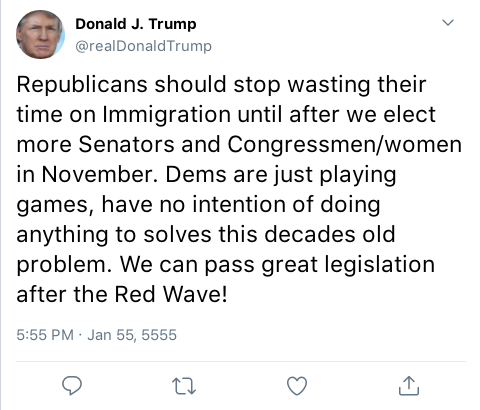 Donald J. Trump
@realDonaldTrump
Republicans should stop wasting their
time on Immigration until after we elect
more Senators and Congressmen/women
in November. Dems are just playing
games, have no intention of doing
anything to solves this decades old
problem. We can pass great legislation
after the Red Wave!
5:55 PM · Jan 55, 5555